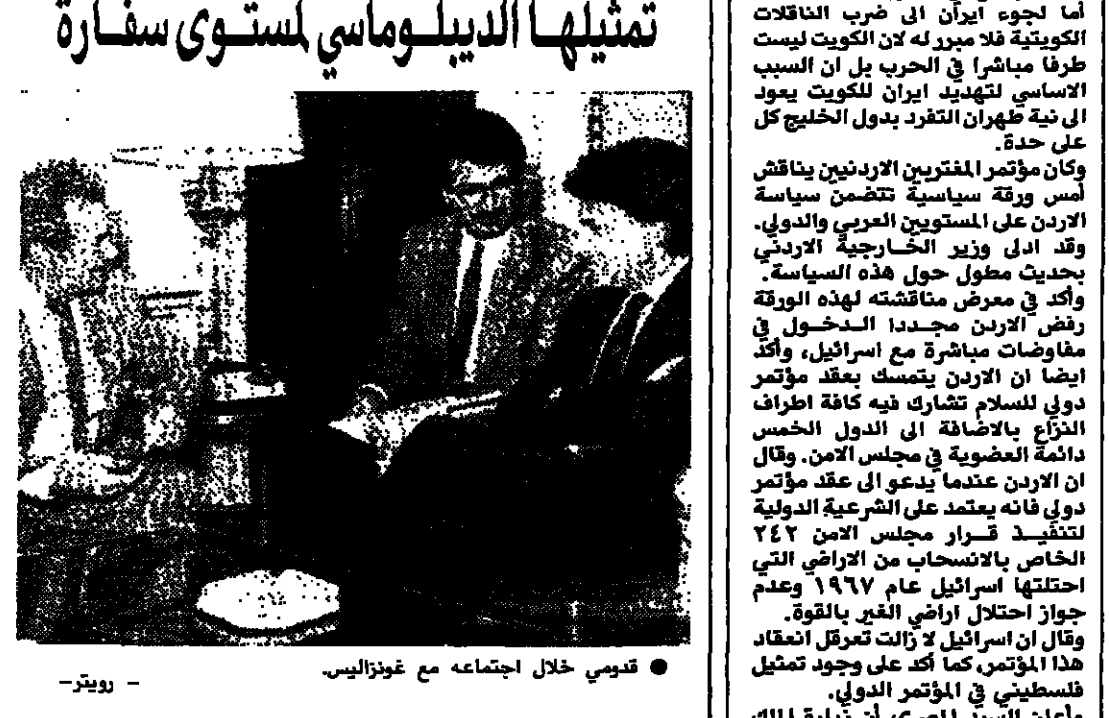 تمثيلها الديبلوماسي لمستوى سفارة
● قدومي خلال اجتماعه مع غونزاليس.
– رويتر–
أما لجوء ايران الى ضرب الناقلات
الكويتية فلا مبرر له لان الكويت ليست
طرفا مباشرا في الحرب بل ان السبب
الاساسي لتهديد ايران للكويت يعود
الى نية طهران التفرد بدول الخليج كل
على حدة.
وكان مؤتمر المغتربين الاردنيين يناقش
أمس ورقة سياسية تتضمن سياسة
الاردن على المستويين العربي والدولي.
وقد ادلى وزير الخارجية الاردني
بحديث مطول حول هذه السياسة.
وأكد في معرض مناقشته لهذه الورقة
رفض الاردن مجددا الدخول في
مفاوضات مباشرة مع اسرائيل، وأكد
ايضا ان الاردن يتمسك بعقد مؤتمر
دولي للسلام تشارك فيه كافة اطراف
النزاع بالاضافة الى الدول الخمس
دائمة العضوية في مجلس الامن. وقال
ان الاردن عندما يدعو الى عقد مؤتمر
دولي فانه يعتمد على الشرعية الدولية
لتنفيذ قرار مجلس الامن ٢٤٢
الخاص بالانسحاب من الاراضي التي
احتلتها اسرائيل عام ١٩٦٧ وعدم
جواز احتلال اراضي الغير بالقوة.
وقال ان اسرائيل لا زالت تعرقل انعقاد
هذا المؤتمر، كما أكد على وجود تمثيل
فلسطيني في المؤتمر الدولي.